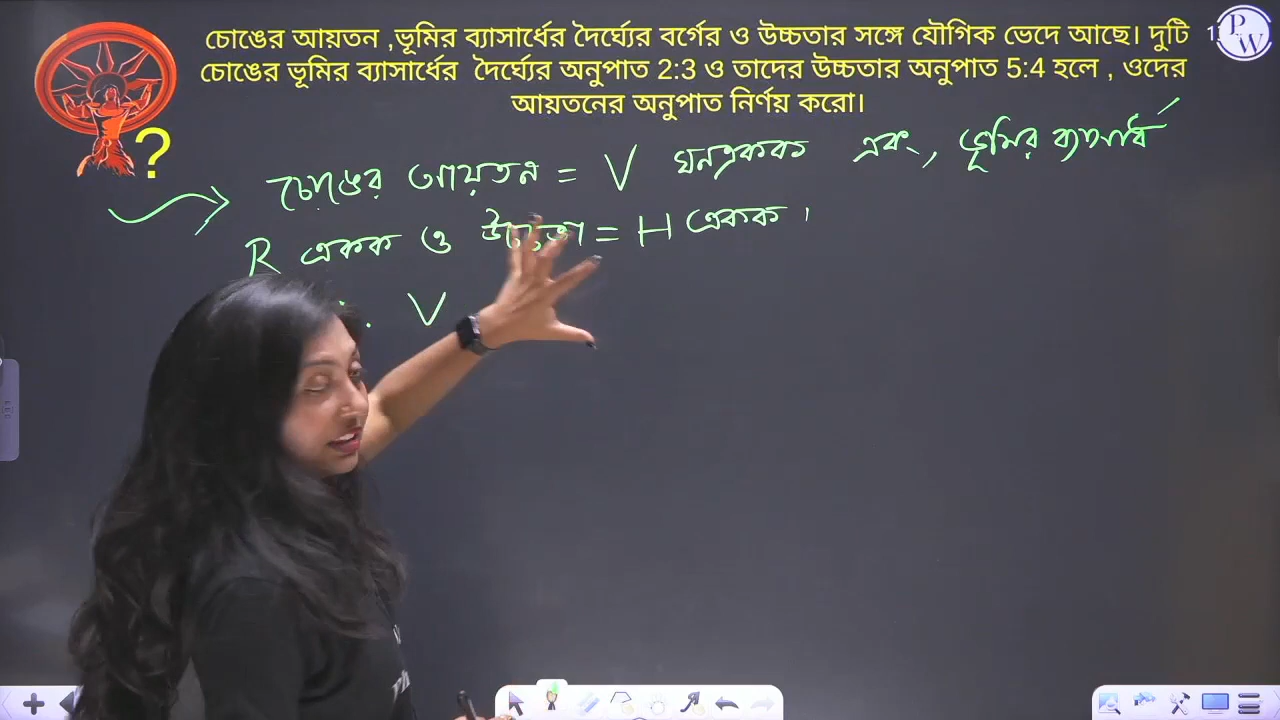 চোঙের আয়তন ,ভূমির ব্যাসার্ধের দৈর্ঘ্যের বর্গের ও উচ্চতার সঙ্গে যৌগিক ভেদে আছে। দুটি
চোঙের ভূমির ব্যাসার্ধের দৈর্ঘ্যের অনুপাত 2:3 ও তাদের উচ্চতার অনুপাত 5:4 হলে , ওদের
আয়তনের অনুপাত নির্ণয় করো।
?
PW
চোঙের আয়তন = V ঘনএকক এবং, ভূমির ব্যাসার্ধ
R একক ও উচ্চতা = H একক।
∴ V